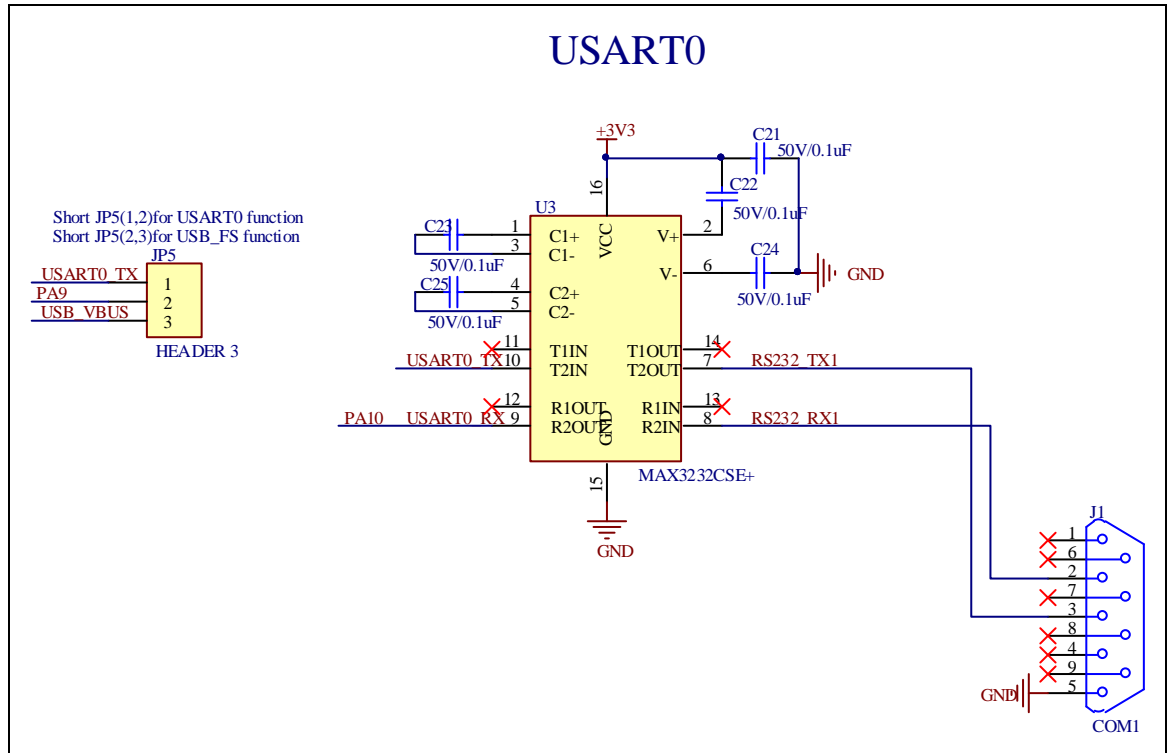 USART0
+3V3
C21
50V/0.1uF
C22
50V/0.1uF
16
U3
VCC
C23
1
C1+
3
C1-
50V/0.1uF
C25
4
C2+
5
C2-
50V/0.1uF
V+
2
V-
6
C24
50V/0.1uF
GND
Short JP5(1,2)for USART0 function
Short JP5(2,3)for USB_FS function
JP5
USART0_TX
1
PA9
2
USB_VBUS
3
HEADER 3
11
T1IN
T1OUT
14
USART0_TX
10
T2IN
T2OUT
7
RS232_TX1
12
R1OUT
R1IN
13
PA10
USART0_RX
9
R2OUT
R2IN
8
RS232_RX1
GND
MAX3232CSE+
15
GND
J1
1
6
2
7
3
8
4
9
GND
5
COM1